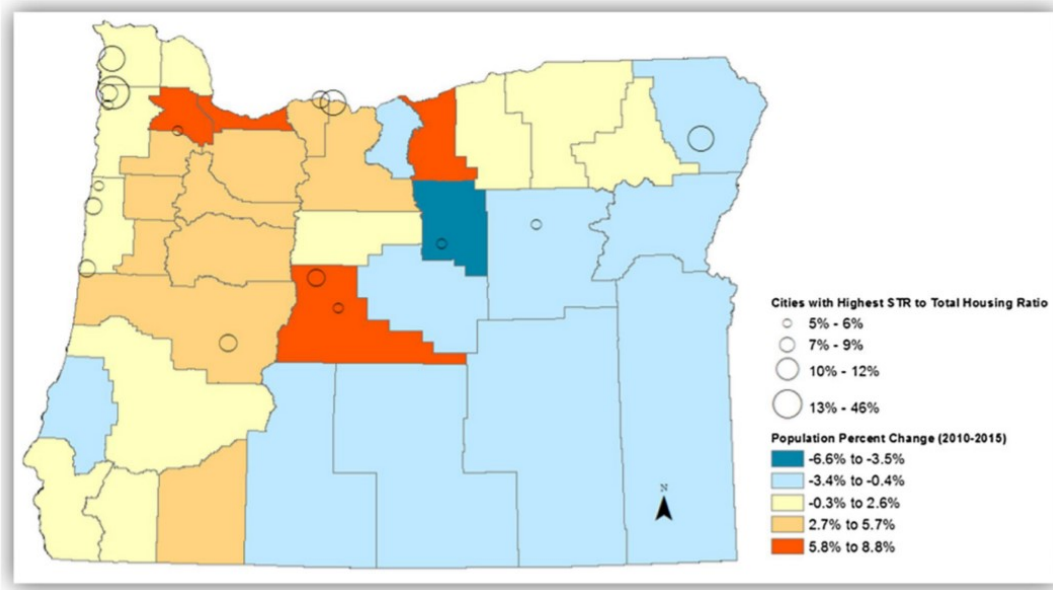 Cities with Highest STR to Total Housing Ratio
5% - 6%
7% - 9%
10% - 12%
13% - 46%
Population Percent Change (2010-2015)
-6.6% to -3.5%
-3.4% to -0.4%
-0.3% to 2.6%
2.7% to 5.7%
5.8% to 8.8%
N